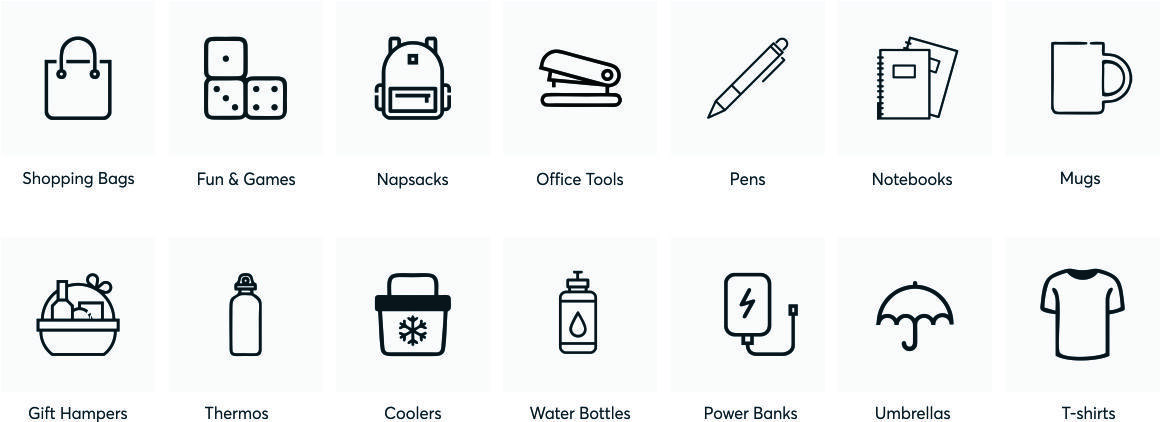 Shopping Bags
Fun & Games
Napsacks
Office Tools
Pens
Notebooks
Mugs
Gift Hampers
Thermos
Coolers
Water Bottles
Power Banks
Umbrellas
T-shirts